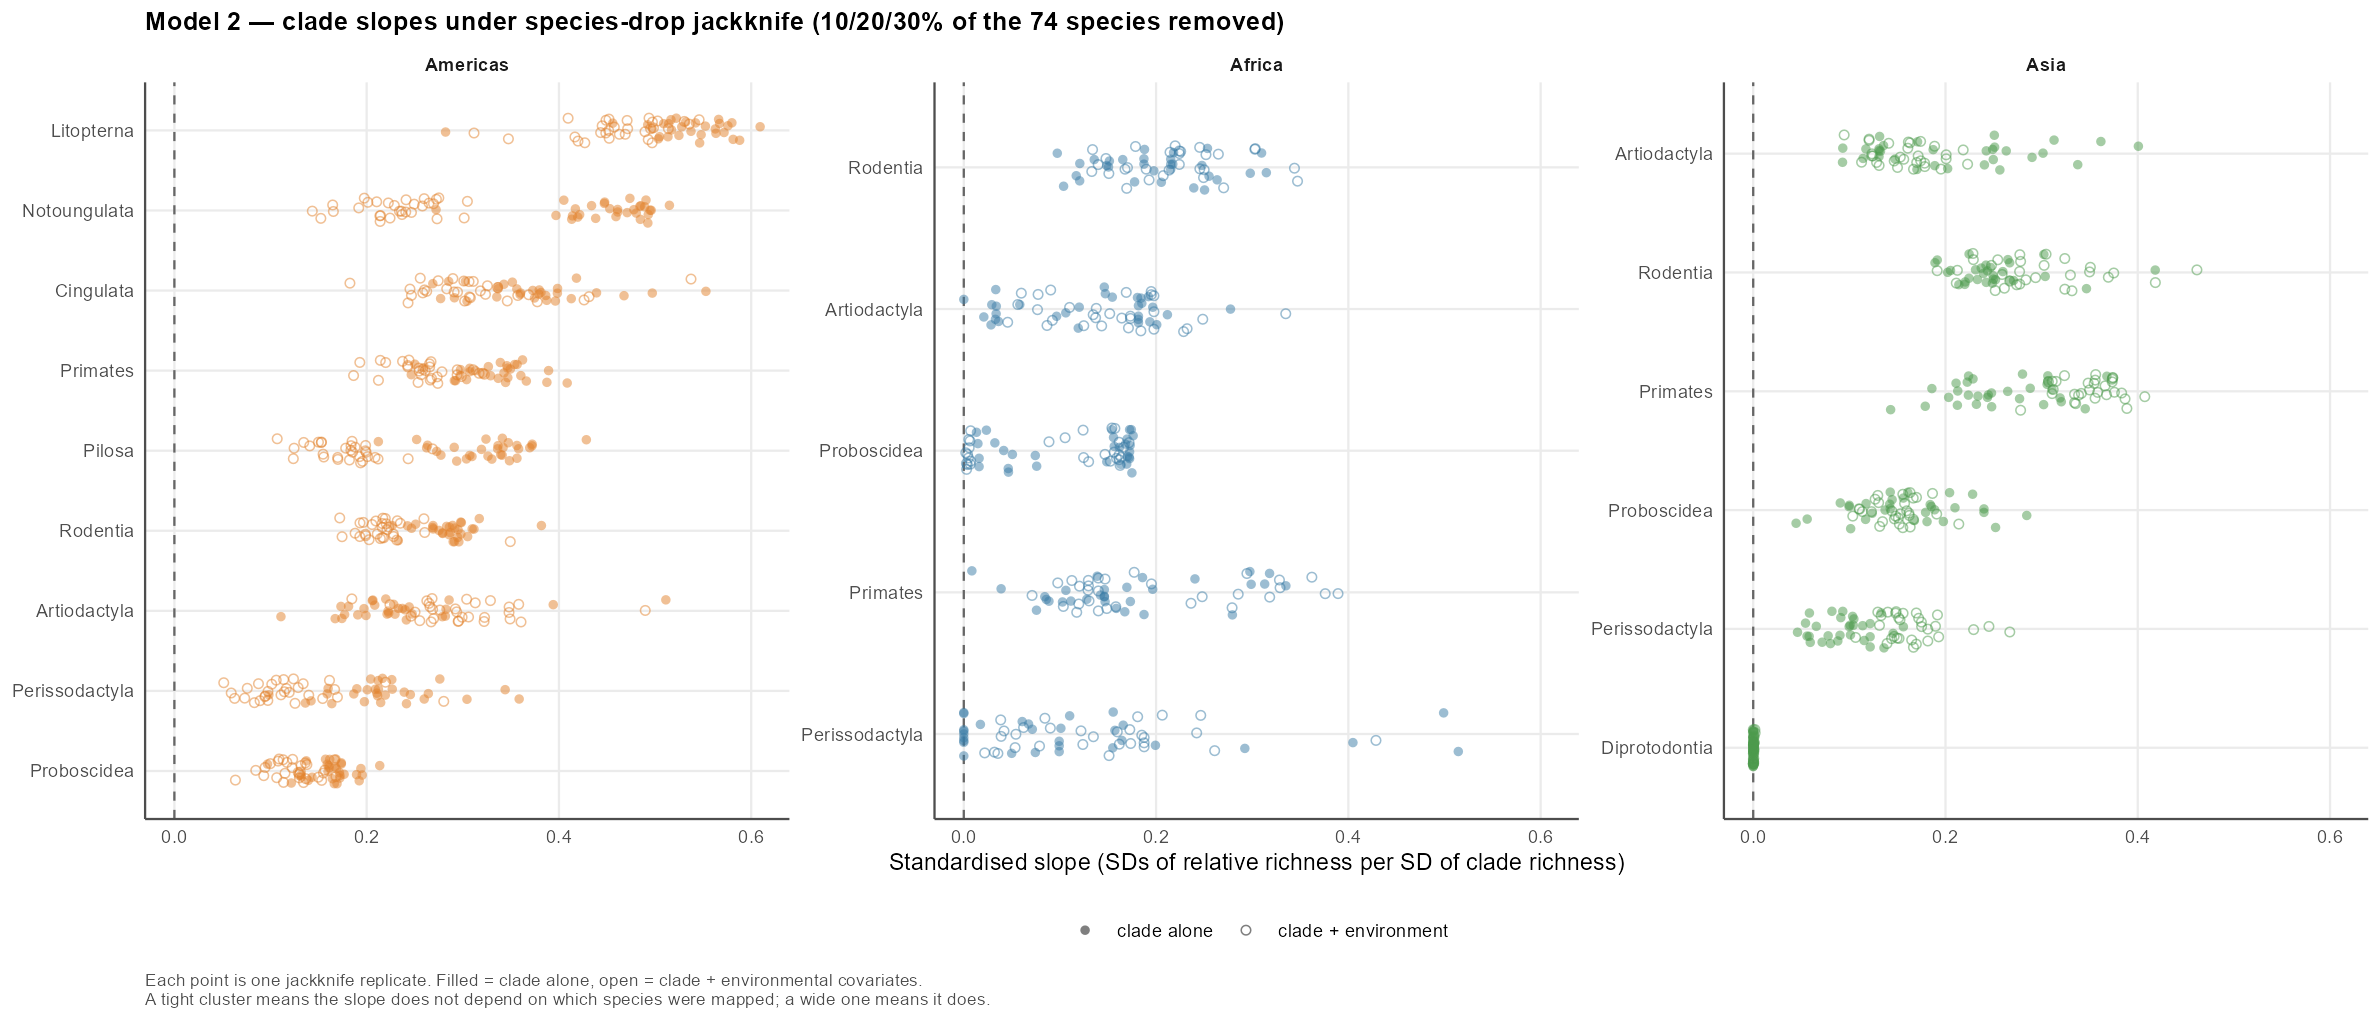 Model 2 — clade slopes under species-drop jackknife (10/20/30% of the 74 species removed)
Americas
Africa
Asia
Litopterna
Notoungulata
Cingulata
Primates
Pilosa
Rodentia
Artiodactyla
Perissodactyla
Proboscidea
0.0 0.2 0.4 0.6
Rodentia
Artiodactyla
Proboscidea
Primates
Perissodactyla
0.0 0.2 0.4 0.6
Artiodactyla
Rodentia
Primates
Proboscidea
Perissodactyla
Diprotodontia
0.0 0.2 0.4 0.6
Standardised slope (SDs of relative richness per SD of clade richness)
clade alone clade + environment
Each point is one jackknife replicate. Filled = clade alone, open = clade + environmental covariates.
A tight cluster means the slope does not depend on which species were mapped; a wide one means it does.